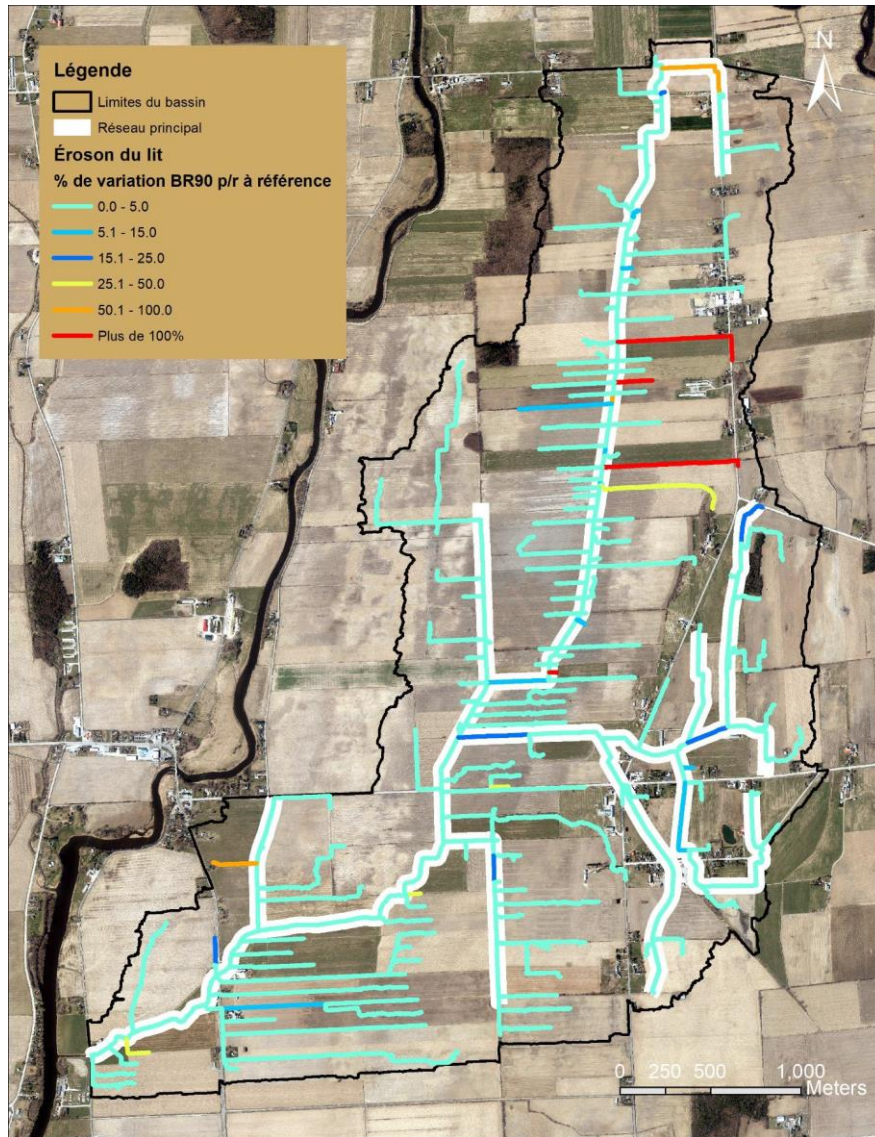 N
Légende
Limites du bassin
Réseau principal
Éroson du lit
% de variation BR90 p/r à référence
0.0 - 5.0
5.1 - 15.0
15.1 - 25.0
25.1 - 50.0
50.1 - 100.0
Plus de 100%
0 250 500 1,000
Meters